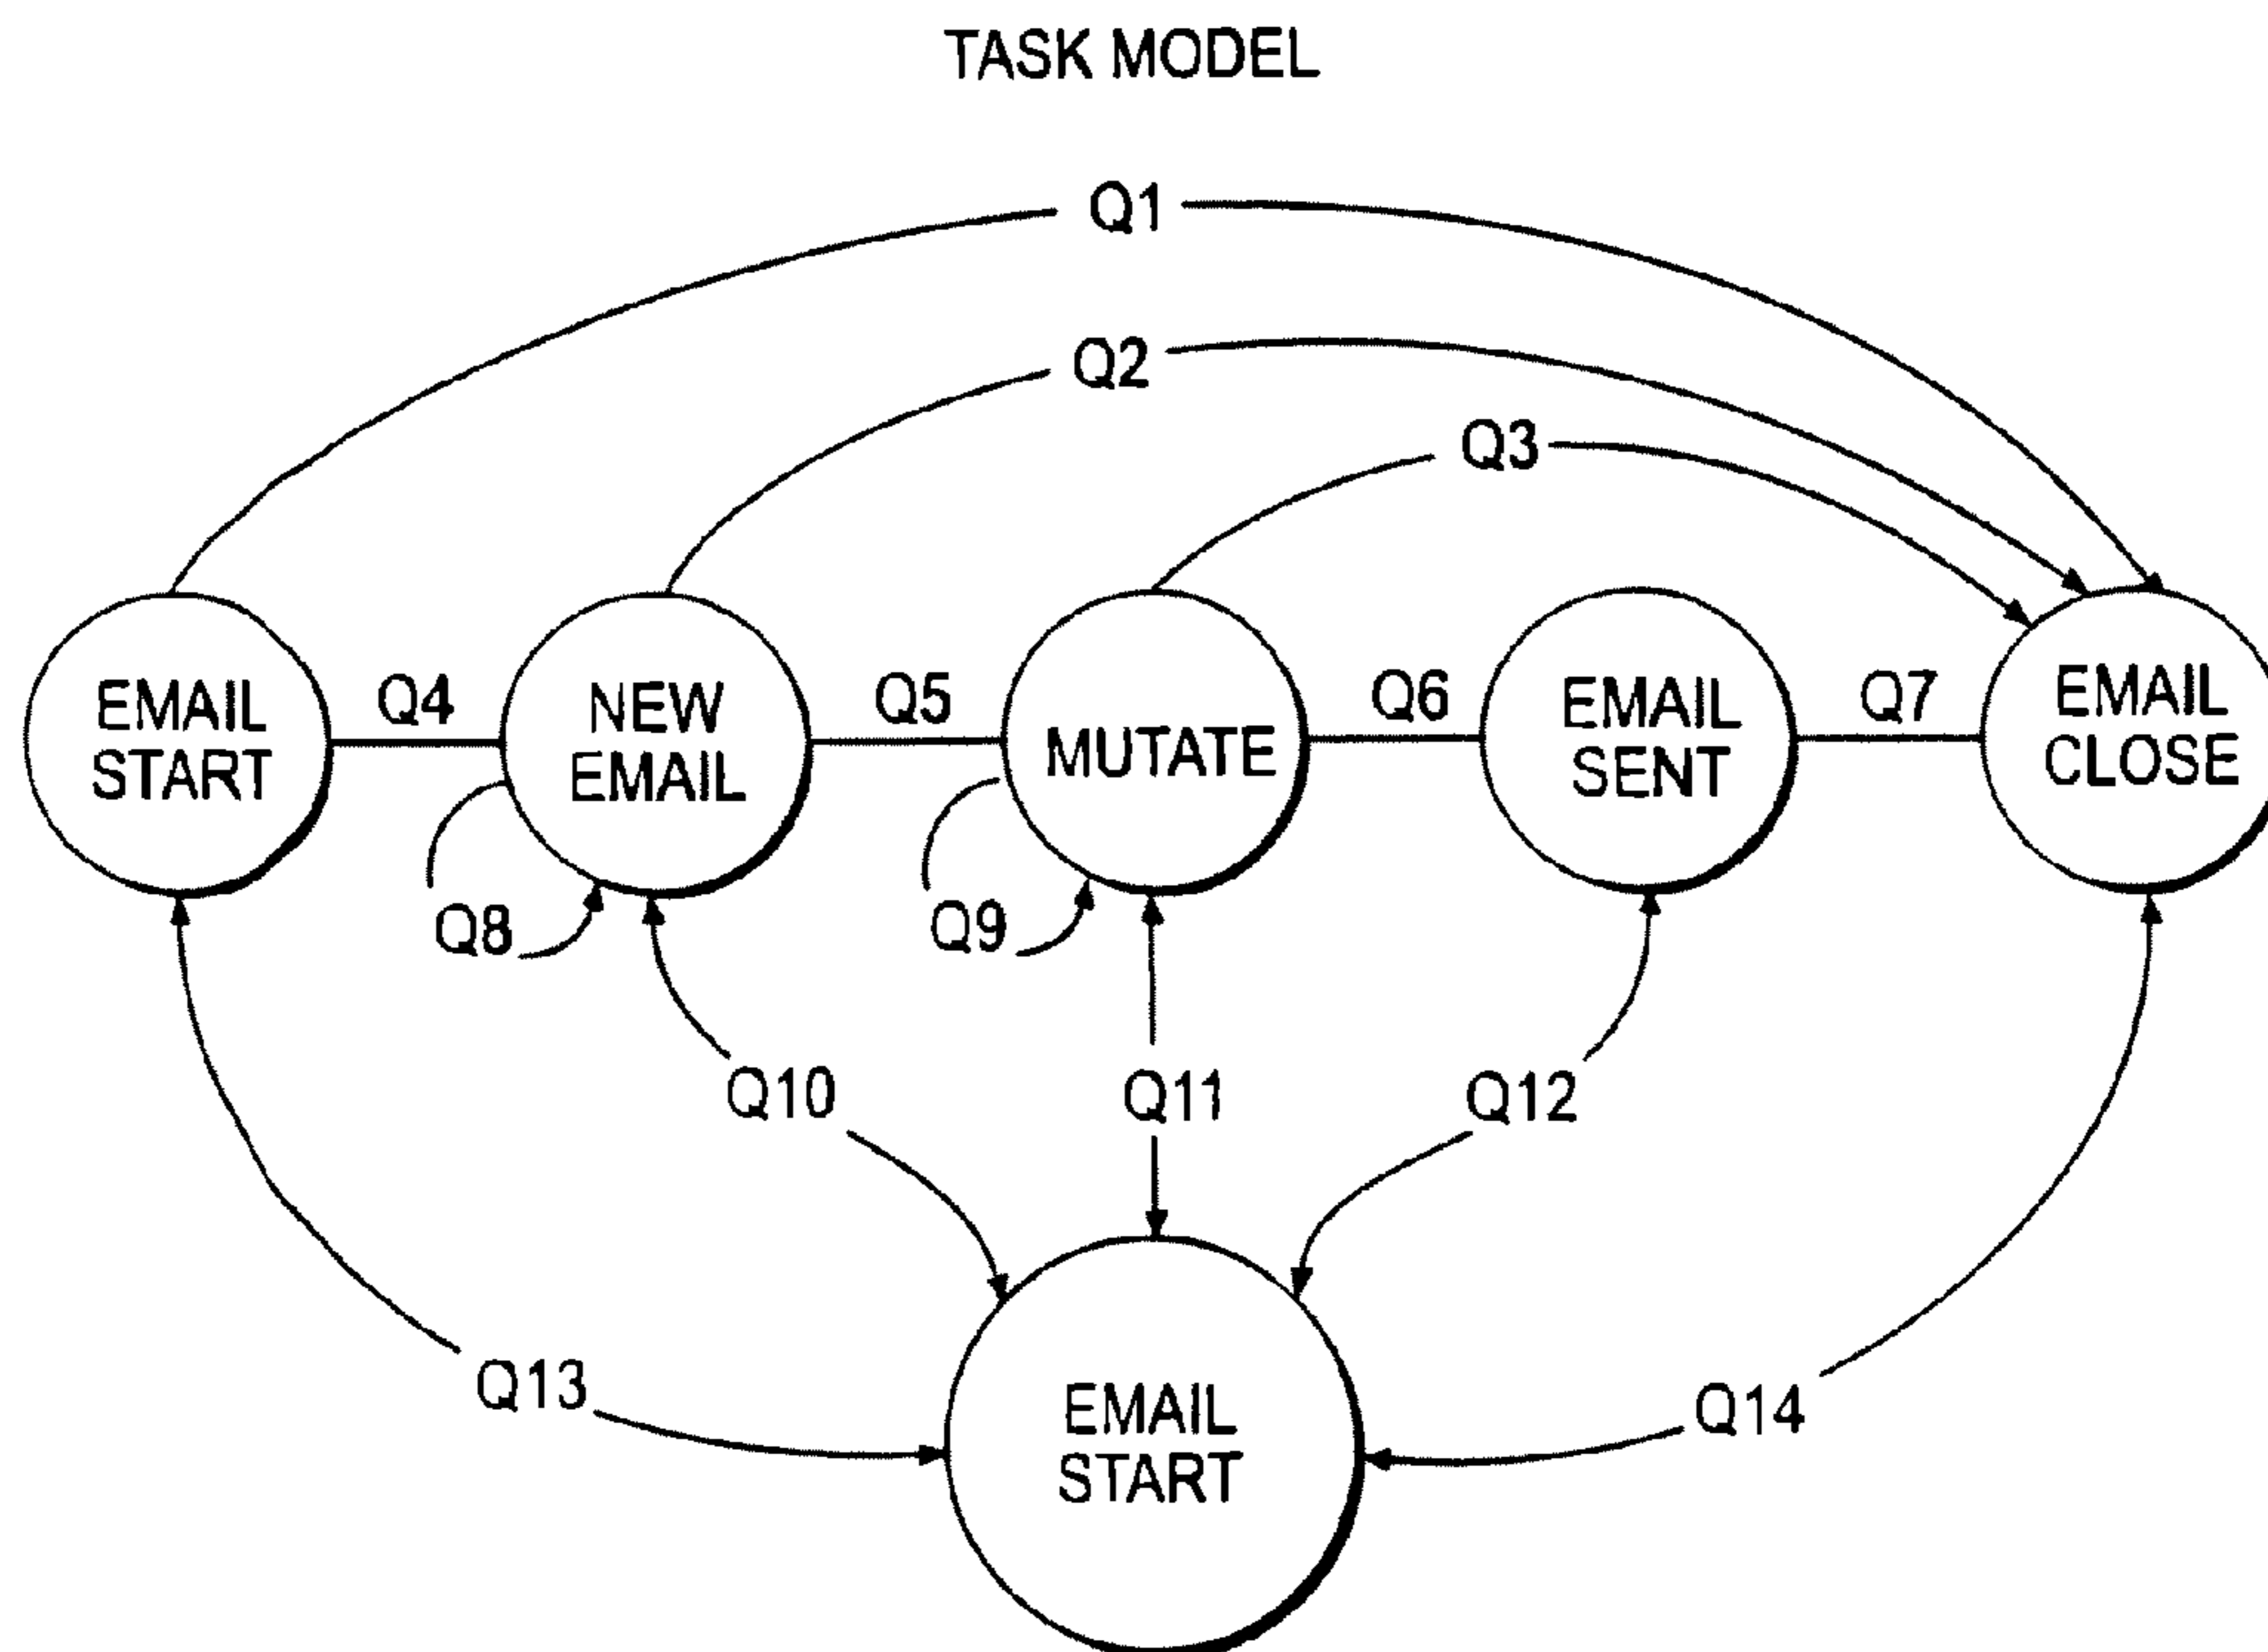 TASK MODEL
Q1
Q2
Q3
EMAIL
START
Q4
NEW
EMAIL
Q5
MUTATE
Q6
EMAIL
SENT
Q7
EMAIL
CLOSE
Q8
Q9
Q10
Q11
Q12
Q13
EMAIL
START
Q14